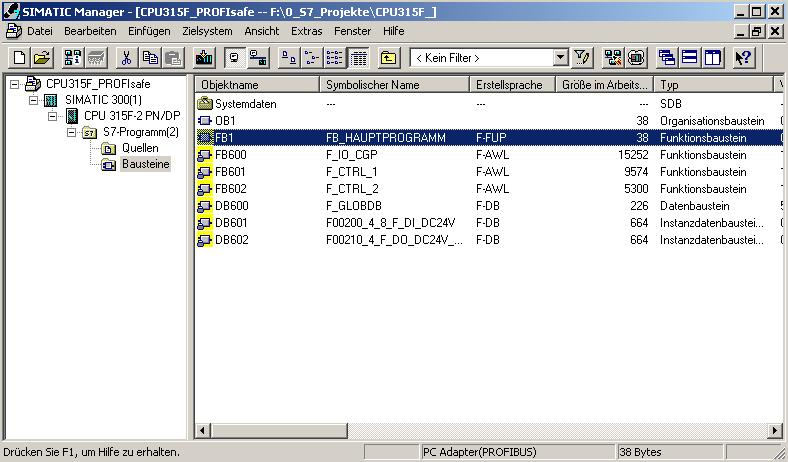 SIMATIC Manager - [CPU315F_PROFIsafe -- F:\0_S7_Projekte\CPU315F_]
Datei Bearbeiten Einfügen Zielsystem Ansicht Extras Fenster Hilfe
< Kein Filter >
CPU315F_PROFIsafe
SIMATIC 300(1)
CPU 315F-2 PN/DP
S7-Programm(2)
Quellen
Bausteine
Objektname Symbolischer Name Erstellsprache Größe im Arbeits... Typ
Systemdaten --- --- --- SDB
OB1 38 Organisationsbaustein
FB1 FB_HAUPTPROGRAMM F-FUP 38 Funktionsbaustein
FB600 F_IO_CGP F-AWL 15252 Funktionsbaustein
FB601 F_CTRL_1 F-AWL 9574 Funktionsbaustein
FB602 F_CTRL_2 F-AWL 5300 Funktionsbaustein
DB600 F_GLOBDB F-DB 226 Datenbaustein
DB601 F00200_4_8_F_DI_DC24V F-DB 664 Instanzdatenbaustei...
DB602 F00210_4_F_DO_DC24V_... F-DB 664 Instanzdatenbaustei...
Drücken Sie F1, um Hilfe zu erhalten. PC Adapter(PROFIBUS) 38 Bytes